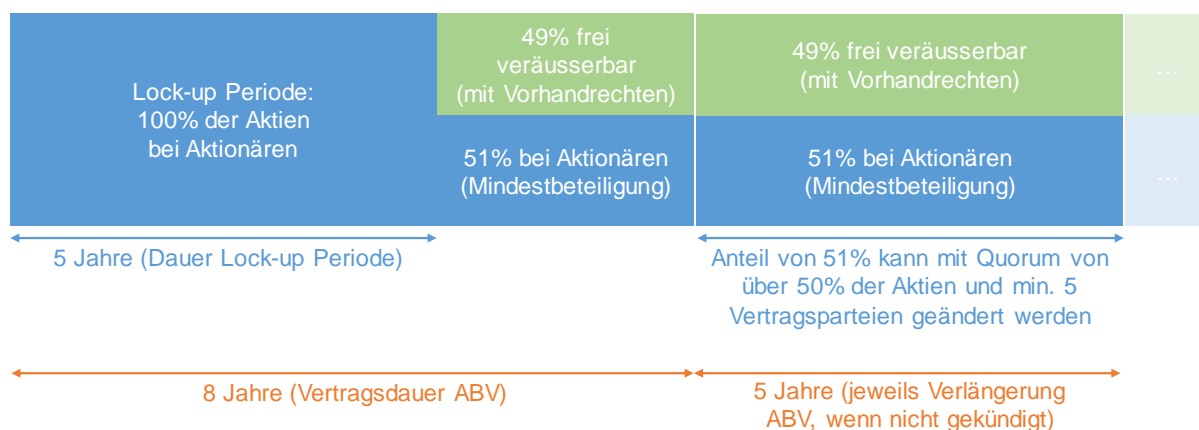 Lock-up Periode:
100% der Aktien
bei Aktionären
49% frei
veräusserbar
(mit Vorhandrechten)
49% frei veräusserbar
(mit Vorhandrechten)
...
51% bei Aktionären
(Mindestbeteiligung)
51% bei Aktionären
(Mindestbeteiligung)
...
5 Jahre (Dauer Lock-up Periode)
Anteil von 51% kann mit Quorum von
über 50% der Aktien und min. 5
Vertragsparteien geändert werden
8 Jahre (Vertragsdauer ABV)
5 Jahre (jeweils Verlängerung
ABV, wenn nicht gekündigt)